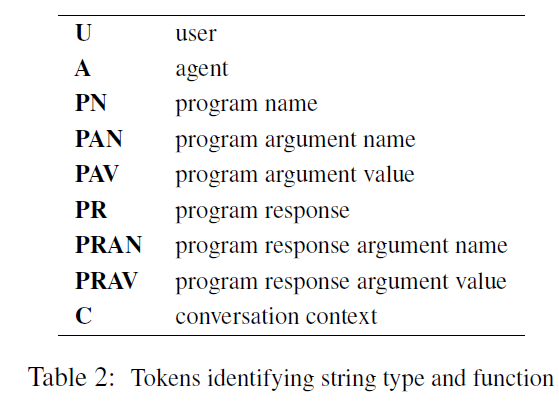 U user
A agent
PN program name
PAN program argument name
PAV program argument value
PR program response
PRAN program response argument name
PRAV program response argument value
C conversation context
Table 2: Tokens identifying string type and function